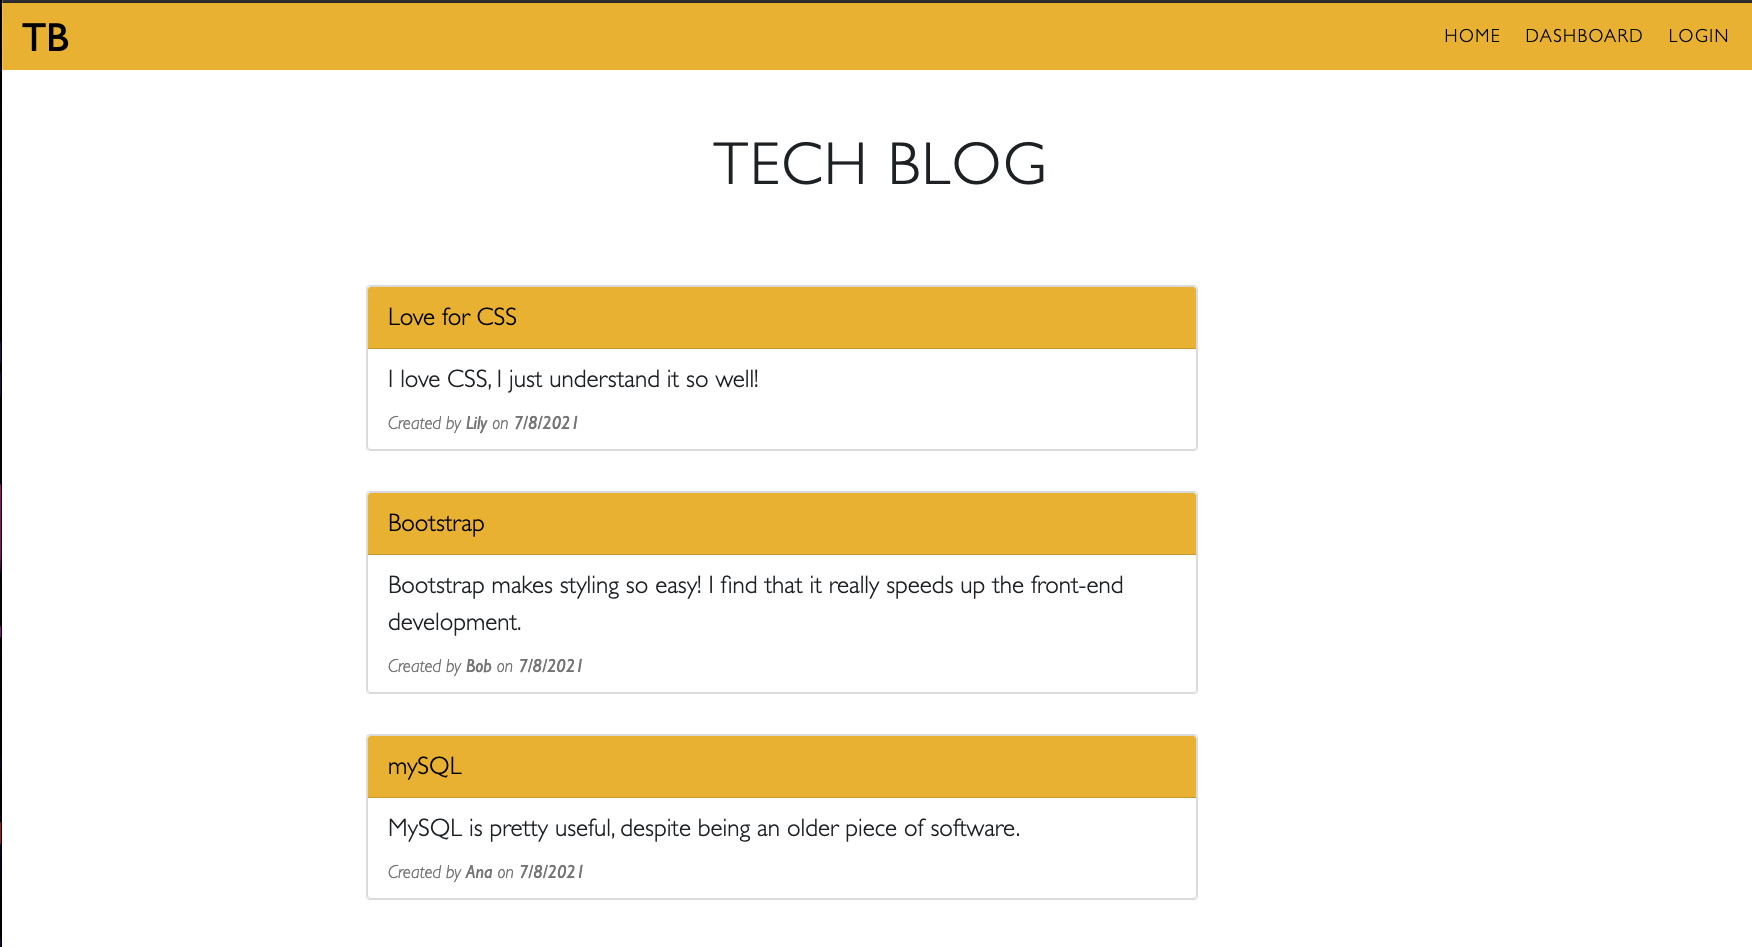 TB
HOME DASHBOARD LOGIN
TECH BLOG
Love for CSS
I love CSS, I just understand it so well!
Created by Lily on 7/8/2021
Bootstrap
Bootstrap makes styling so easy! I find that it really speeds up the front-end
development.
Created by Bob on 7/8/2021
mySQL
MySQL is pretty useful, despite being an older piece of software.
Created by Ana on 7/8/2021